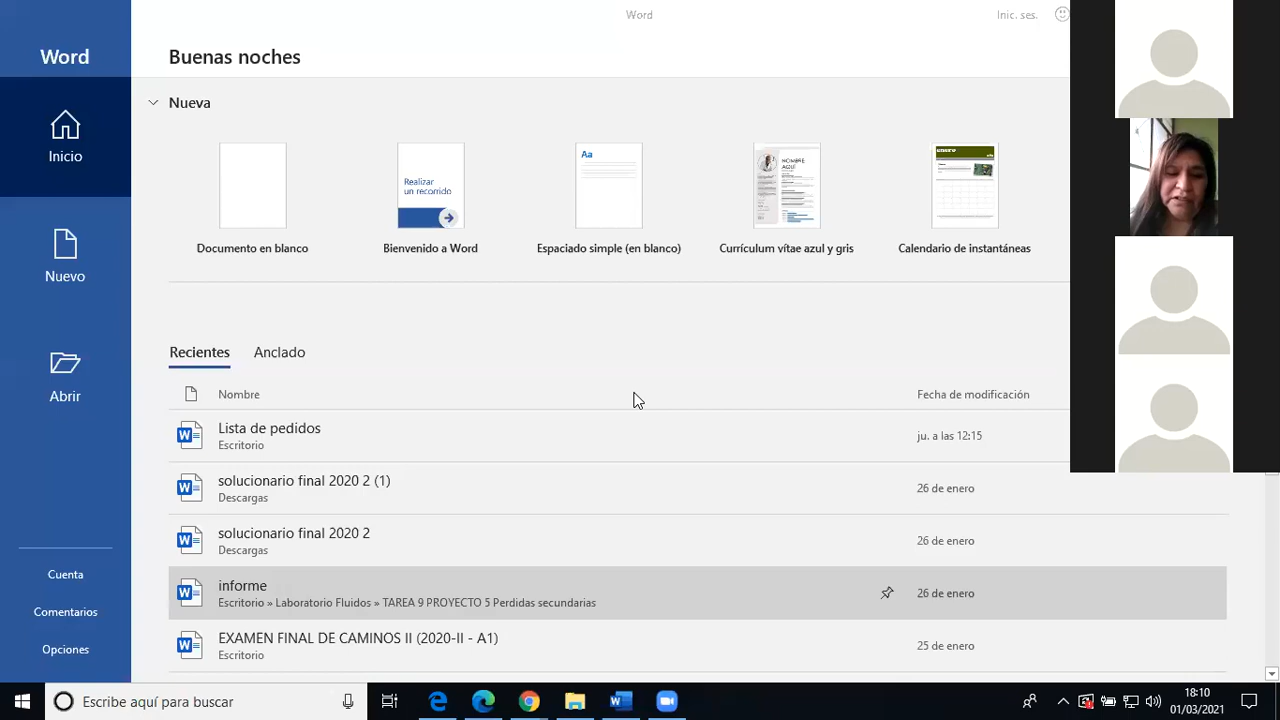 Word
Inic. ses.
Word
Buenas noches
Nueva
Inicio
Nuevo
Abrir
Aa
Realizar
un recorrido
NOMBRE
AQUÍ
enero
Documento en blanco
Bienvenido a Word
Espaciado simple (en blanco)
Currículum vítae azul y gris
Calendario de instantáneas
Recientes
Anclado
Nombre
Fecha de modificación
Lista de pedidos
Escritorio
ju. a las 12:15
solucionario final 2020 2 (1)
Descargas
26 de enero
solucionario final 2020 2
Descargas
26 de enero
informe
Escritorio » Laboratorio Fluidos » TAREA 9 PROYECTO 5 Perdidas secundarias
26 de enero
EXAMEN FINAL DE CAMINOS II (2020-II - A1)
Escritorio
25 de enero
Cuenta
Comentarios
Opciones
Escribe aquí para buscar
18:10
01/03/2021